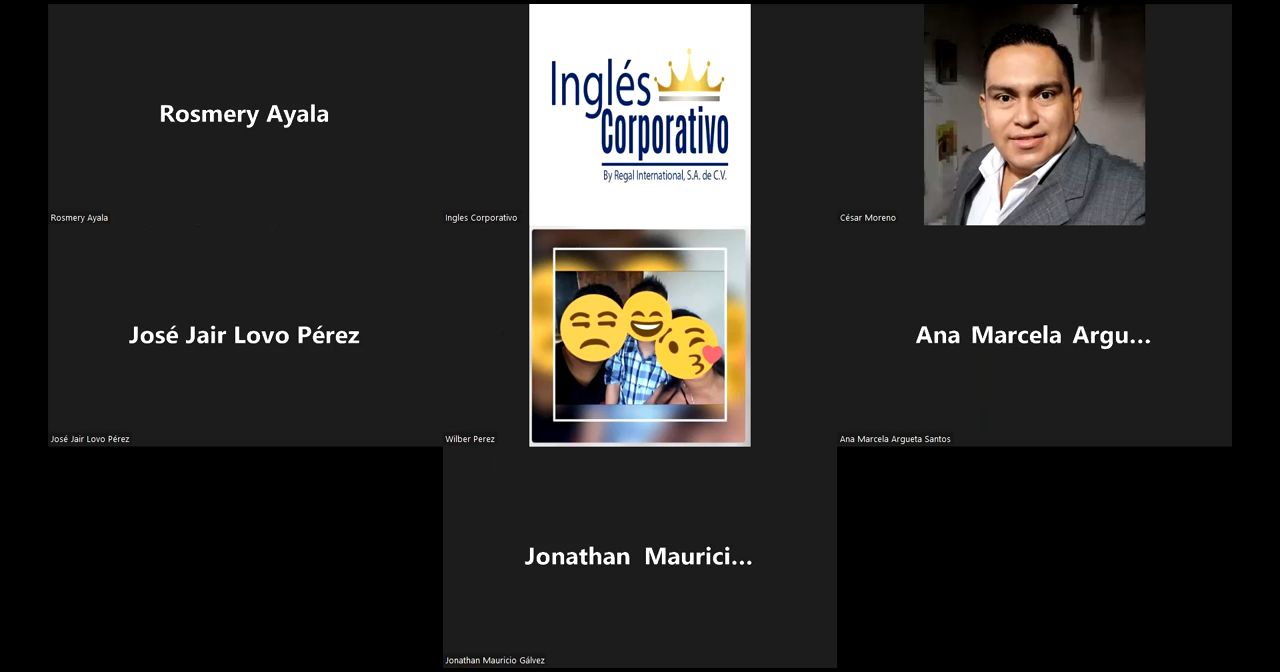 Rosmery Ayala
Rosmery Ayala
Inglés
Corporativo
By Regal International, S.A. de C.V.
Ingles Corporativo
César Moreno
José Jair Lovo Pérez
José Jair Lovo Pérez
Wilber Perez
Ana Marcela Argu...
Ana Marcela Argueta Santos
Jonathan Maurici...
Jonathan Mauricio Gálvez